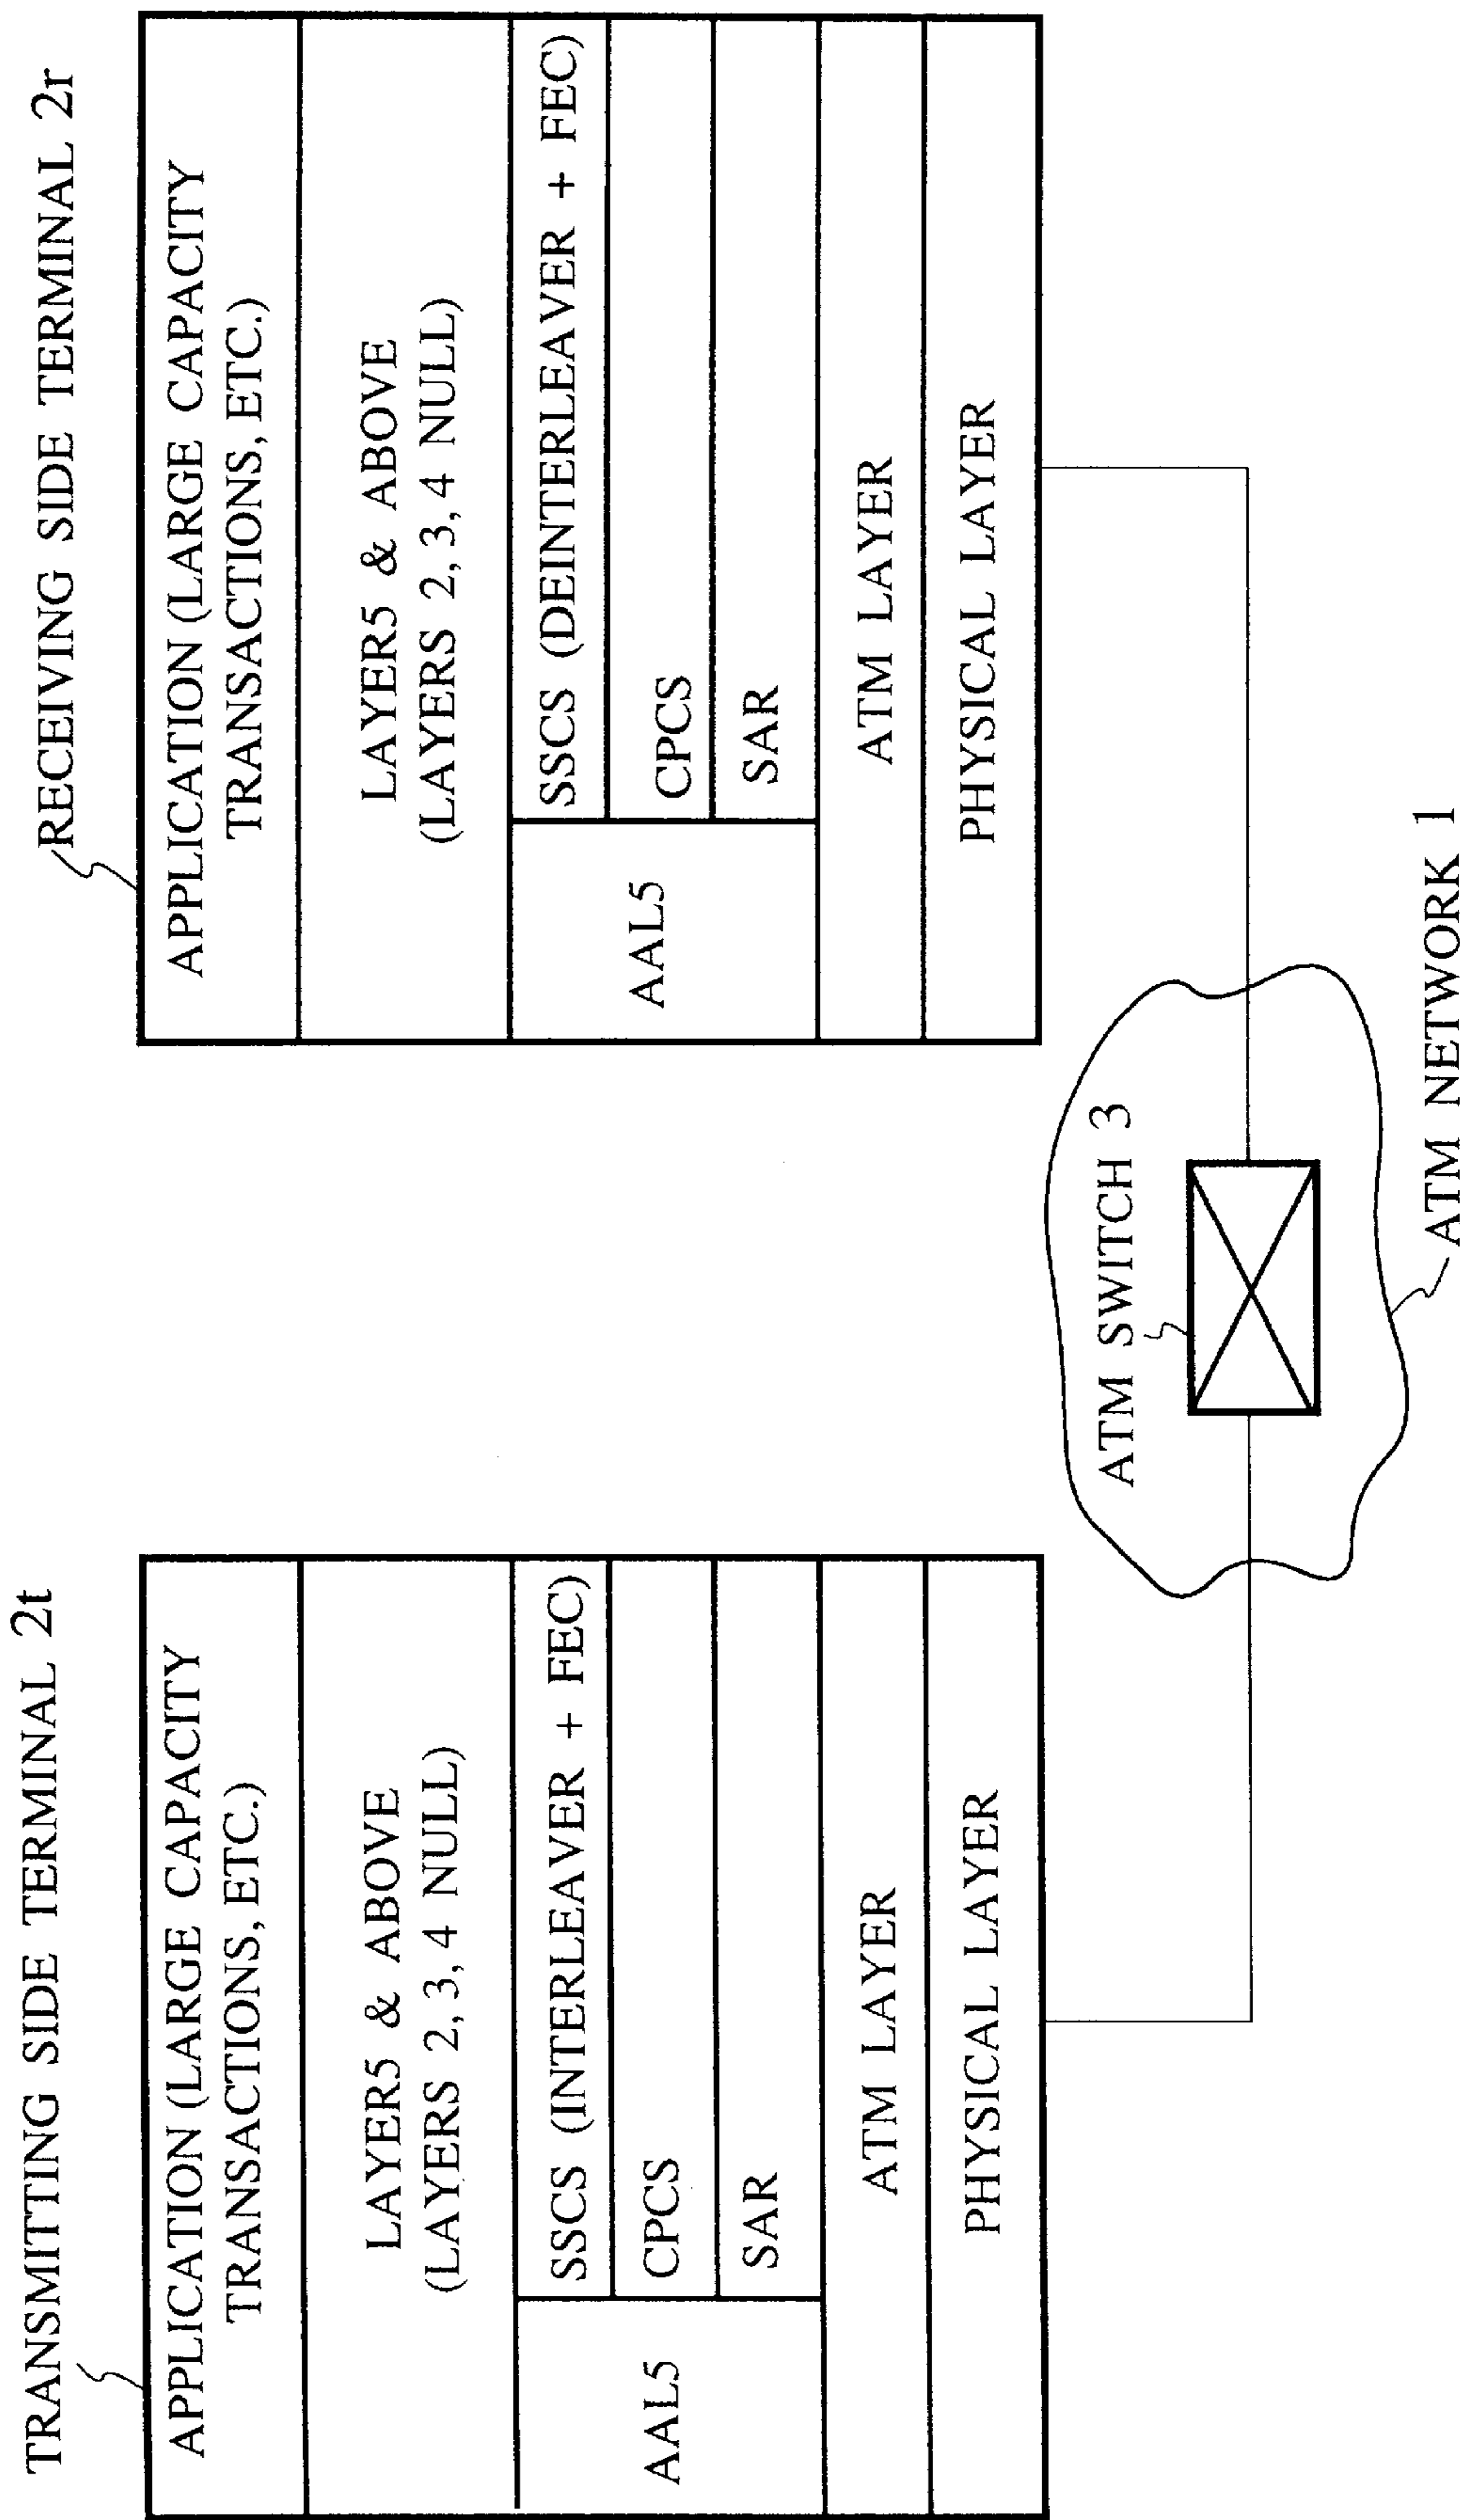 TRANSMITTING SIDE TERMINAL 2t
APPLICATION (LARGE CAPACITY
TRANSACTIONS, ETC.)
LAYER5 & ABOVE
(LAYERS 2, 3, 4 NULL)
AAL5
SSCS (INTERLEAVER + FEC)
CPCS
SAR
ATM LAYER
PHYSICAL LAYER
RECEIVING SIDE TERMINAL 2r
APPLICATION (LARGE CAPACITY
TRANSACTIONS, ETC.)
LAYER5 & ABOVE
(LAYERS 2, 3, 4 NULL)
AAL5
SSCS (DEINTERLEAVER + FEC)
CPCS
SAR
ATM LAYER
PHYSICAL LAYER
ATM SWITCH 3
ATM NETWORK 1